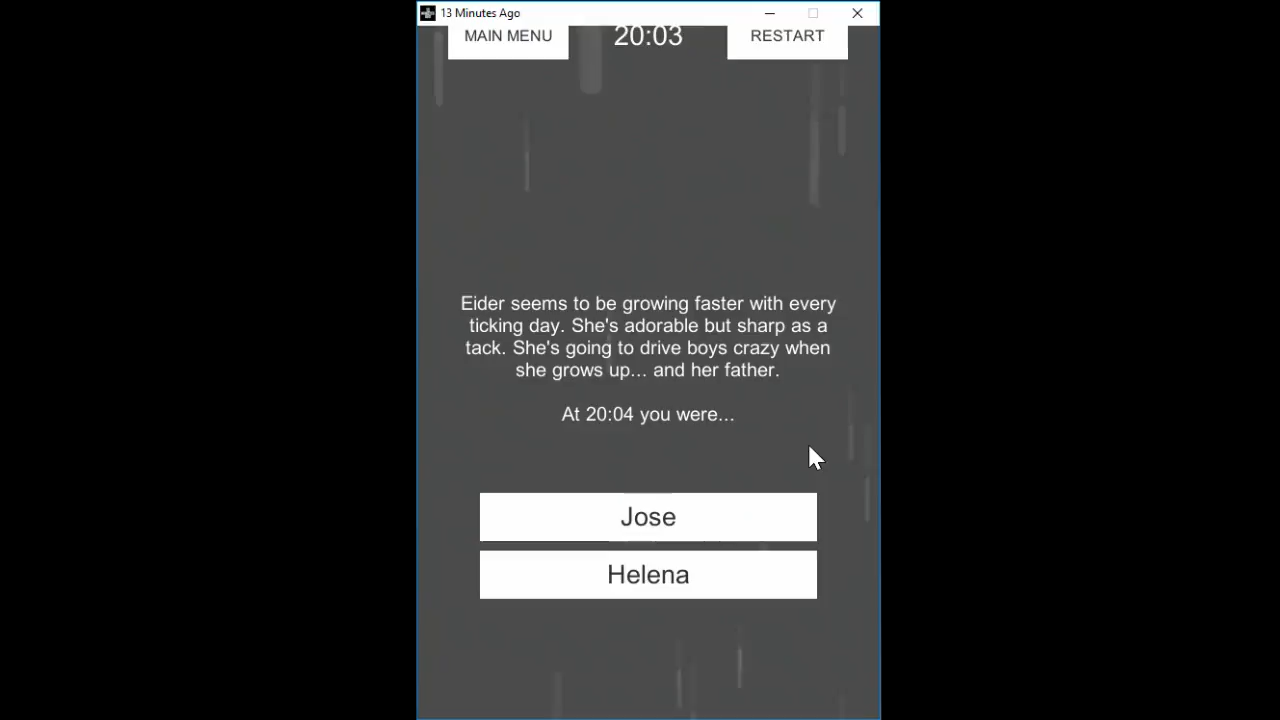 13 Minutes Ago
MAIN MENU
20:03
RESTART
Eider seems to be growing faster with every
ticking day. She's adorable but sharp as a
tack. She's going to drive boys crazy when
she grows up... and her father.
At 20:04 you were...
Jose
Helena